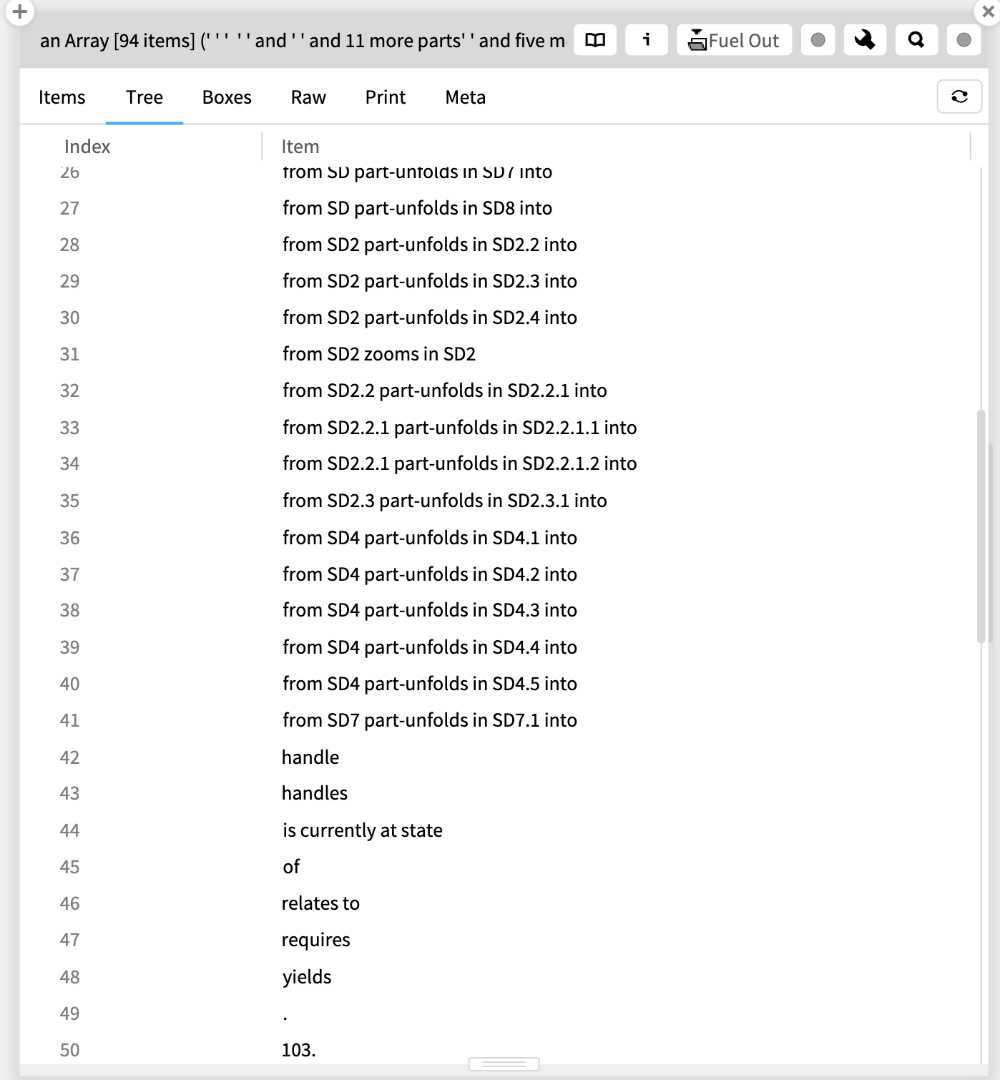 an Array [94 items] (' ' '  ' ' and ' ' and 11 more parts' ' and five m
i
Fuel Out
Items Tree Boxes Raw Print Meta
Index Item
26 from SD part-unfolds in SD7 into
27 from SD part-unfolds in SD8 into
28 from SD2 part-unfolds in SD2.2 into
29 from SD2 part-unfolds in SD2.3 into
30 from SD2 part-unfolds in SD2.4 into
31 from SD2 zooms in SD2
32 from SD2.2 part-unfolds in SD2.2.1 into
33 from SD2.2.1 part-unfolds in SD2.2.1.1 into
34 from SD2.2.1 part-unfolds in SD2.2.1.2 into
35 from SD2.3 part-unfolds in SD2.3.1 into
36 from SD4 part-unfolds in SD4.1 into
37 from SD4 part-unfolds in SD4.2 into
38 from SD4 part-unfolds in SD4.3 into
39 from SD4 part-unfolds in SD4.4 into
40 from SD4 part-unfolds in SD4.5 into
41 from SD7 part-unfolds in SD7.1 into
42 handle
43 handles
44 is currently at state
45 of
46 relates to
47 requires
48 yields
49 .
50 103.